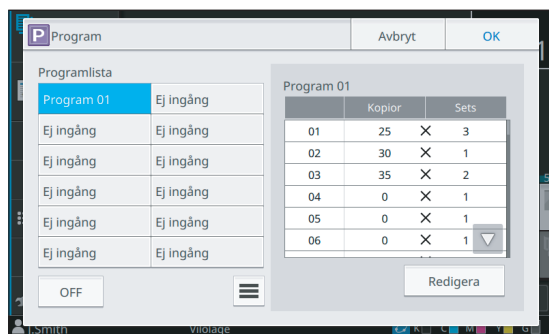 P Program
Avbryt
OK
Programlista
Program 01 Ej ingång
Ej ingång Ej ingång
Ej ingång Ej ingång
Ej ingång Ej ingång
Ej ingång Ej ingång
Ej ingång Ej ingång
OFF
Program 01
Kopior Sets
01 25 × 3
02 30 × 1
03 35 × 2
04 0 × 1
05 0 × 1
06 0 × 1
Redigera
I.Smith Viloläge K C M Y G